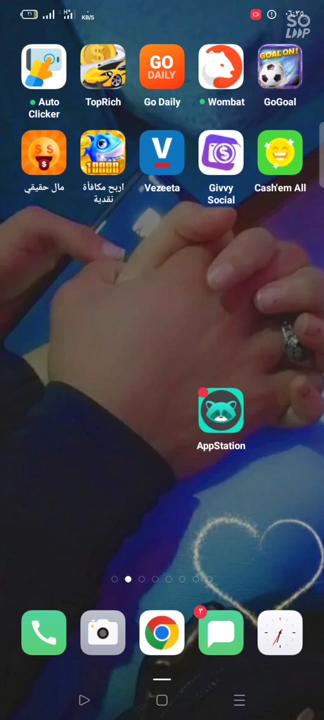 KB/S
SO
LOOP
Auto
Clicker
TopRich
GO
DAILY
Go Daily
Wombat
GOAL ON!
GoGoal
مال حقيقي
اربح مكافأة
نقدية
V
Vezeeta
Givvy
Social
Cash'em All
AppStation
٣